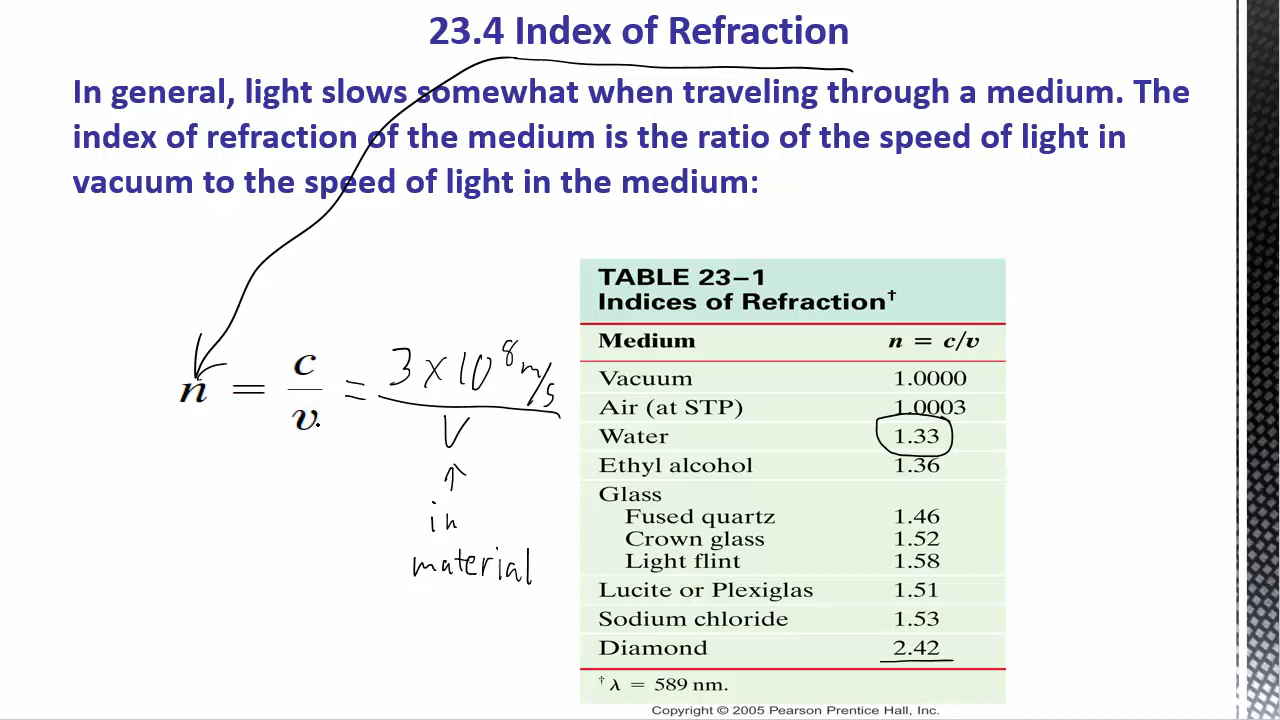 23.4 Index of Refraction
In general, light slows somewhat when traveling through a medium. The
index of refraction of the medium is the ratio of the speed of light in
vacuum to the speed of light in the medium:
n = c/v = 3 × 10⁸ m/s / v
↑
in
material
TABLE 23–1
Indices of Refraction†
Medium n = c/v
Vacuum 1.0000
Air (at STP) 1.0003
Water 1.33
Ethyl alcohol 1.36
Glass
Fused quartz 1.46
Crown glass 1.52
Light flint 1.58
Lucite or Plexiglas 1.51
Sodium chloride 1.53
Diamond 2.42
† λ = 589 nm.
Copyright © 2005 Pearson Prentice Hall, Inc.